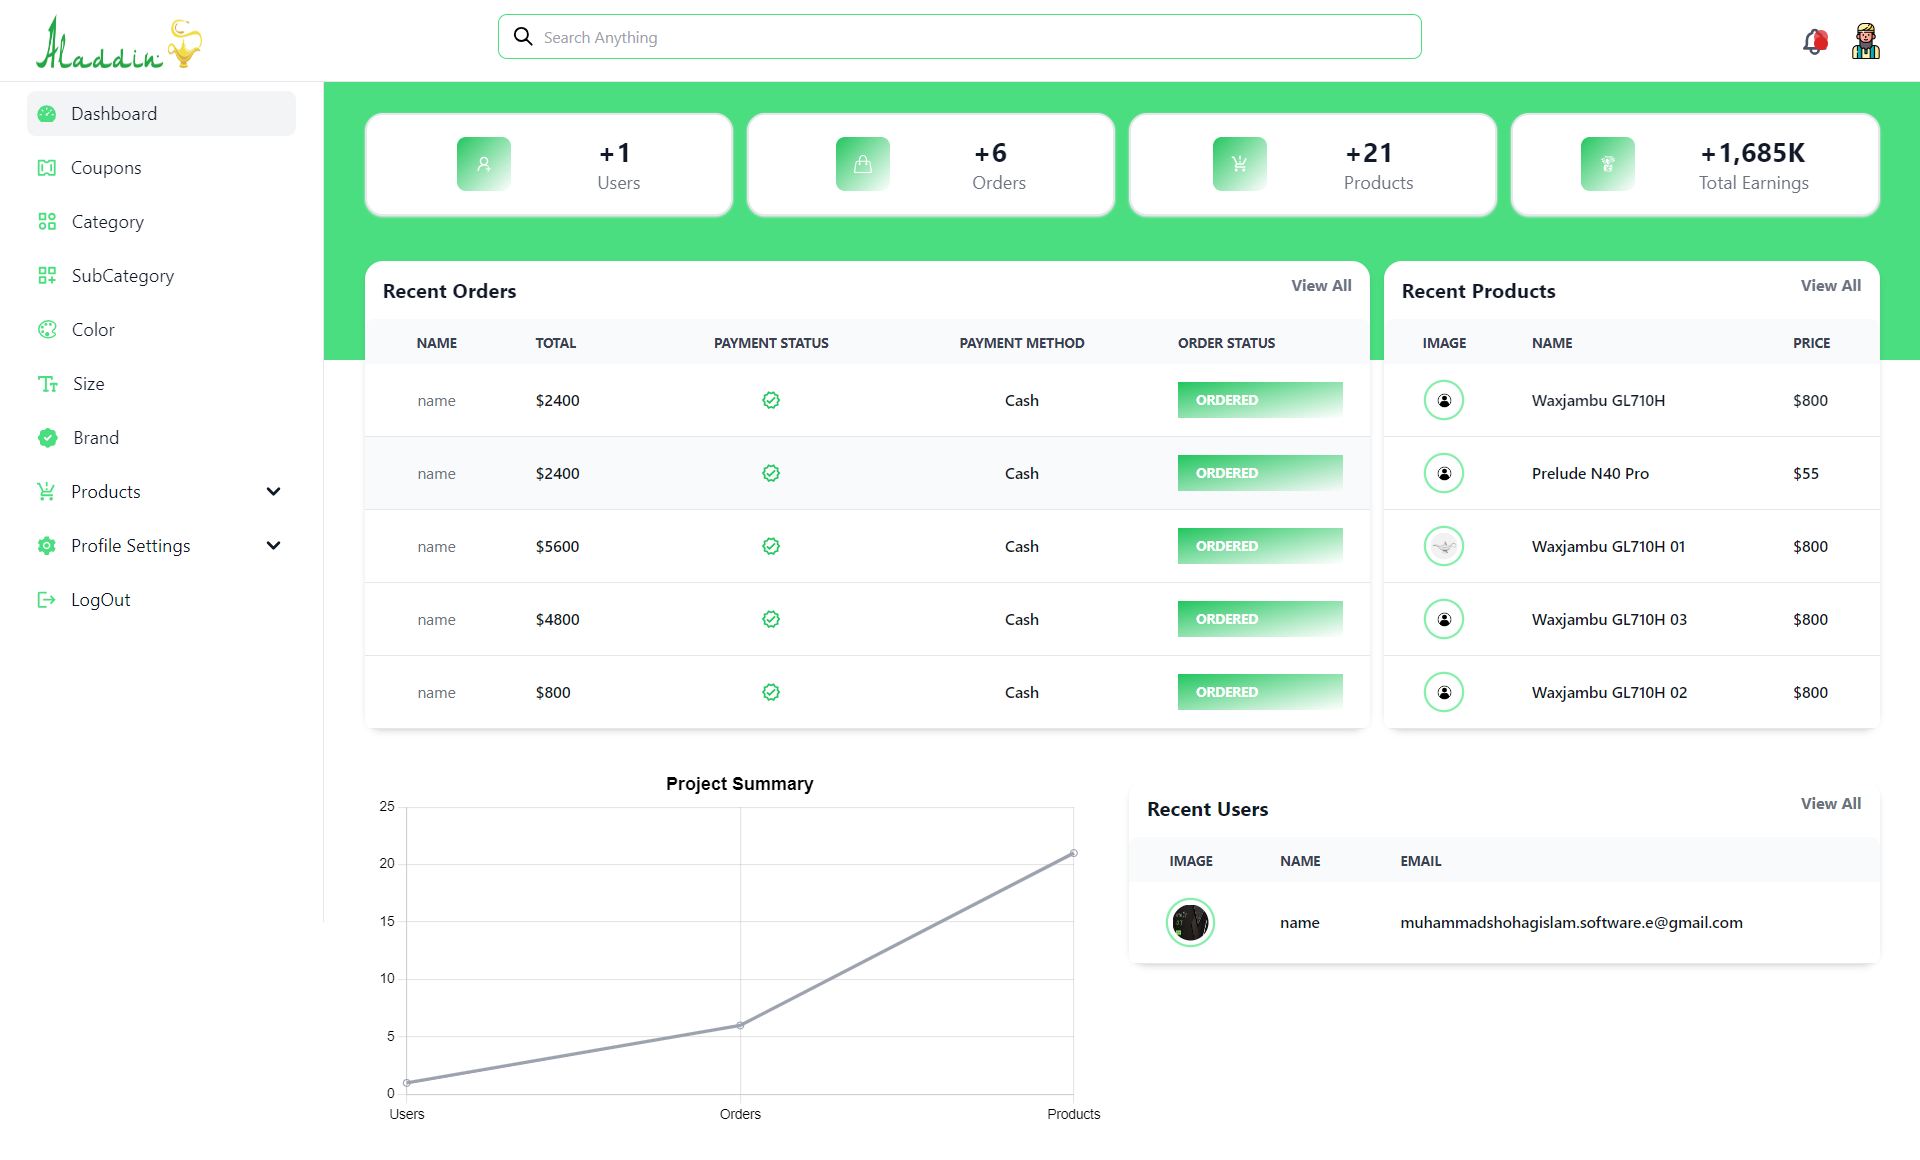 Aladdin
Search Anything
Dashboard
Coupons
Category
SubCategory
Color
Size
Brand
Products
Profile Settings
LogOut
+1
Users
+6
Orders
+21
Products
+1,685K
Total Earnings
Recent Orders
View All
NAME TOTAL PAYMENT STATUS PAYMENT METHOD ORDER STATUS
name $2400 Cash ORDERED
name $2400 Cash ORDERED
name $5600 Cash ORDERED
name $4800 Cash ORDERED
name $800 Cash ORDERED
Recent Products
View All
IMAGE NAME PRICE
Waxjambu GL710H $800
Prelude N40 Pro $55
Waxjambu GL710H 01 $800
Waxjambu GL710H 03 $800
Waxjambu GL710H 02 $800
Project Summary
25
20
15
10
5
0
Users Orders Products
Recent Users
View All
IMAGE NAME EMAIL
name muhammadshohagislam.software.e@gmail.com